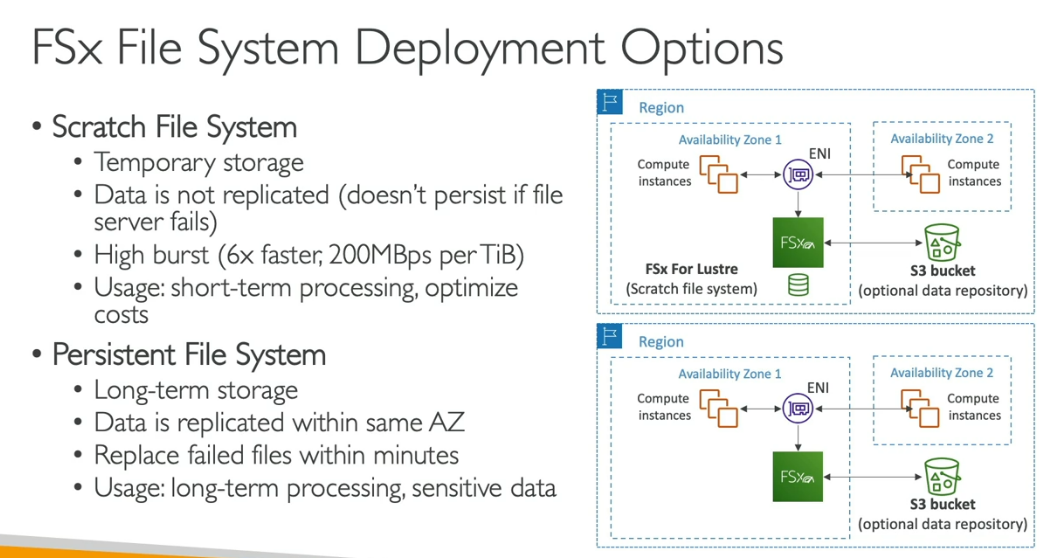 FSx File System Deployment Options
• Scratch File System
• Temporary storage
• Data is not replicated (doesn't persist if file
server fails)
• High burst (6x faster, 200MBps per TiB)
• Usage: short-term processing, optimize
costs
• Persistent File System
• Long-term storage
• Data is replicated within same AZ
• Replace failed files within minutes
• Usage: long-term processing, sensitive data
Region
Availability Zone 1
Availability Zone 2
Compute
instances
ENI
Compute
instances
FSx
FSx For Lustre
(Scratch file system)
S3 bucket
(optional data repository)
Region
Availability Zone 1
Availability Zone 2
Compute
instances
ENI
Compute
instances
FSx
S3 bucket
(optional data repository)